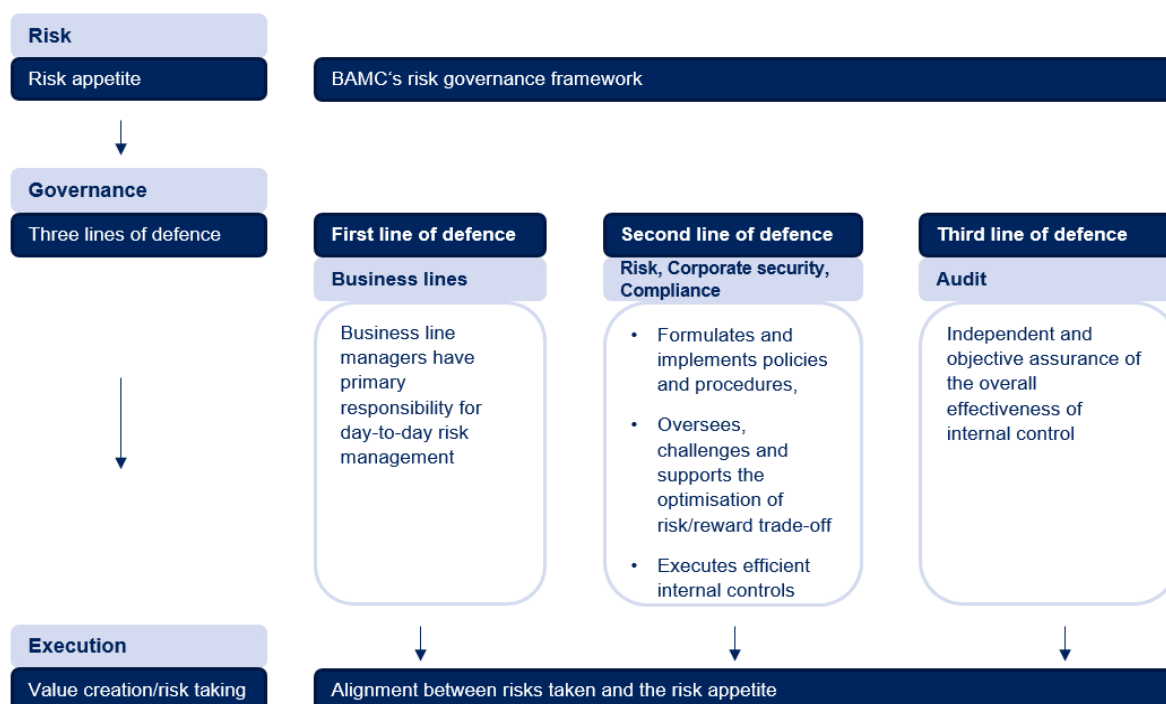 Risk
Risk appetite
BAMC‘s risk governance framework
Governance
Three lines of defence
First line of defence
Business lines
Business line
managers have
primary
responsibility for
day-to-day risk
management
Second line of defence
Risk, Corporate security,
Compliance
• Formulates and
implements policies
and procedures,
• Oversees,
challenges and
supports the
optimisation of
risk/reward trade-off
• Executes efficient
internal controls
Third line of defence
Audit
Independent and
objective assurance of
the overall
effectiveness of
internal control
Execution
Value creation/risk taking
Alignment between risks taken and the risk appetite